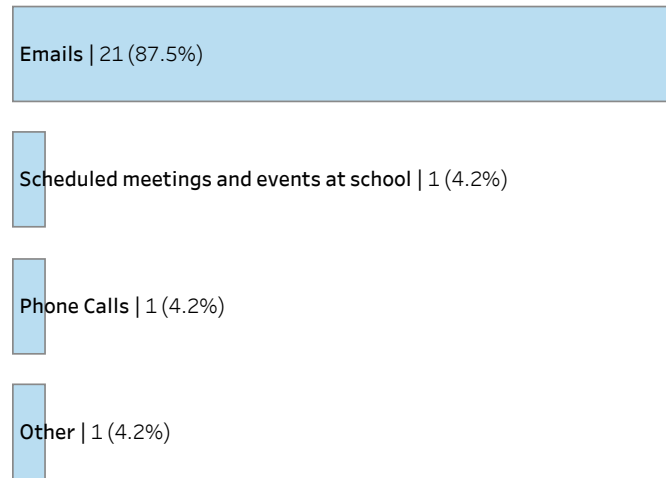 Emails | 21 (87.5%)
Scheduled meetings and events at school | 1 (4.2%)
Phone Calls | 1 (4.2%)
Other | 1 (4.2%)